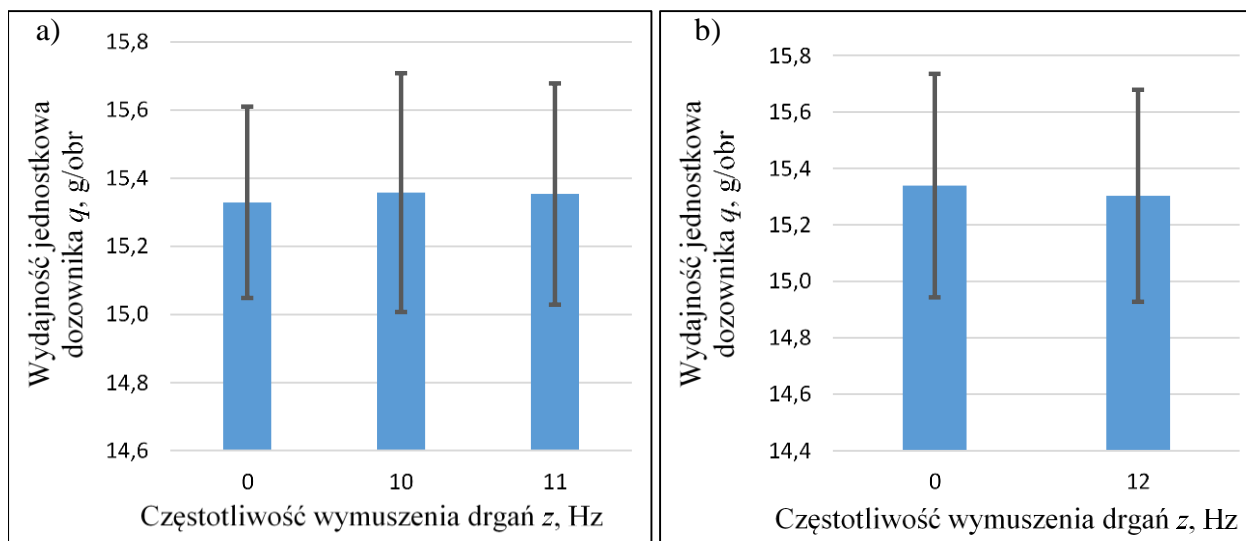 a)
Wydajność jednostkowa
dozownika q, g/obr
15,8
15,6
15,4
15,2
15,0
14,8
14,6
0 10 11
Częstotliwość wymuszenia drgań z, Hz
b)
Wydajność jednostkowa
dozownika q, g/obr
15,8
15,6
15,4
15,2
15,0
14,8
14,6
14,4
0 12
Częstotliwość wymuszenia drgań z, Hz